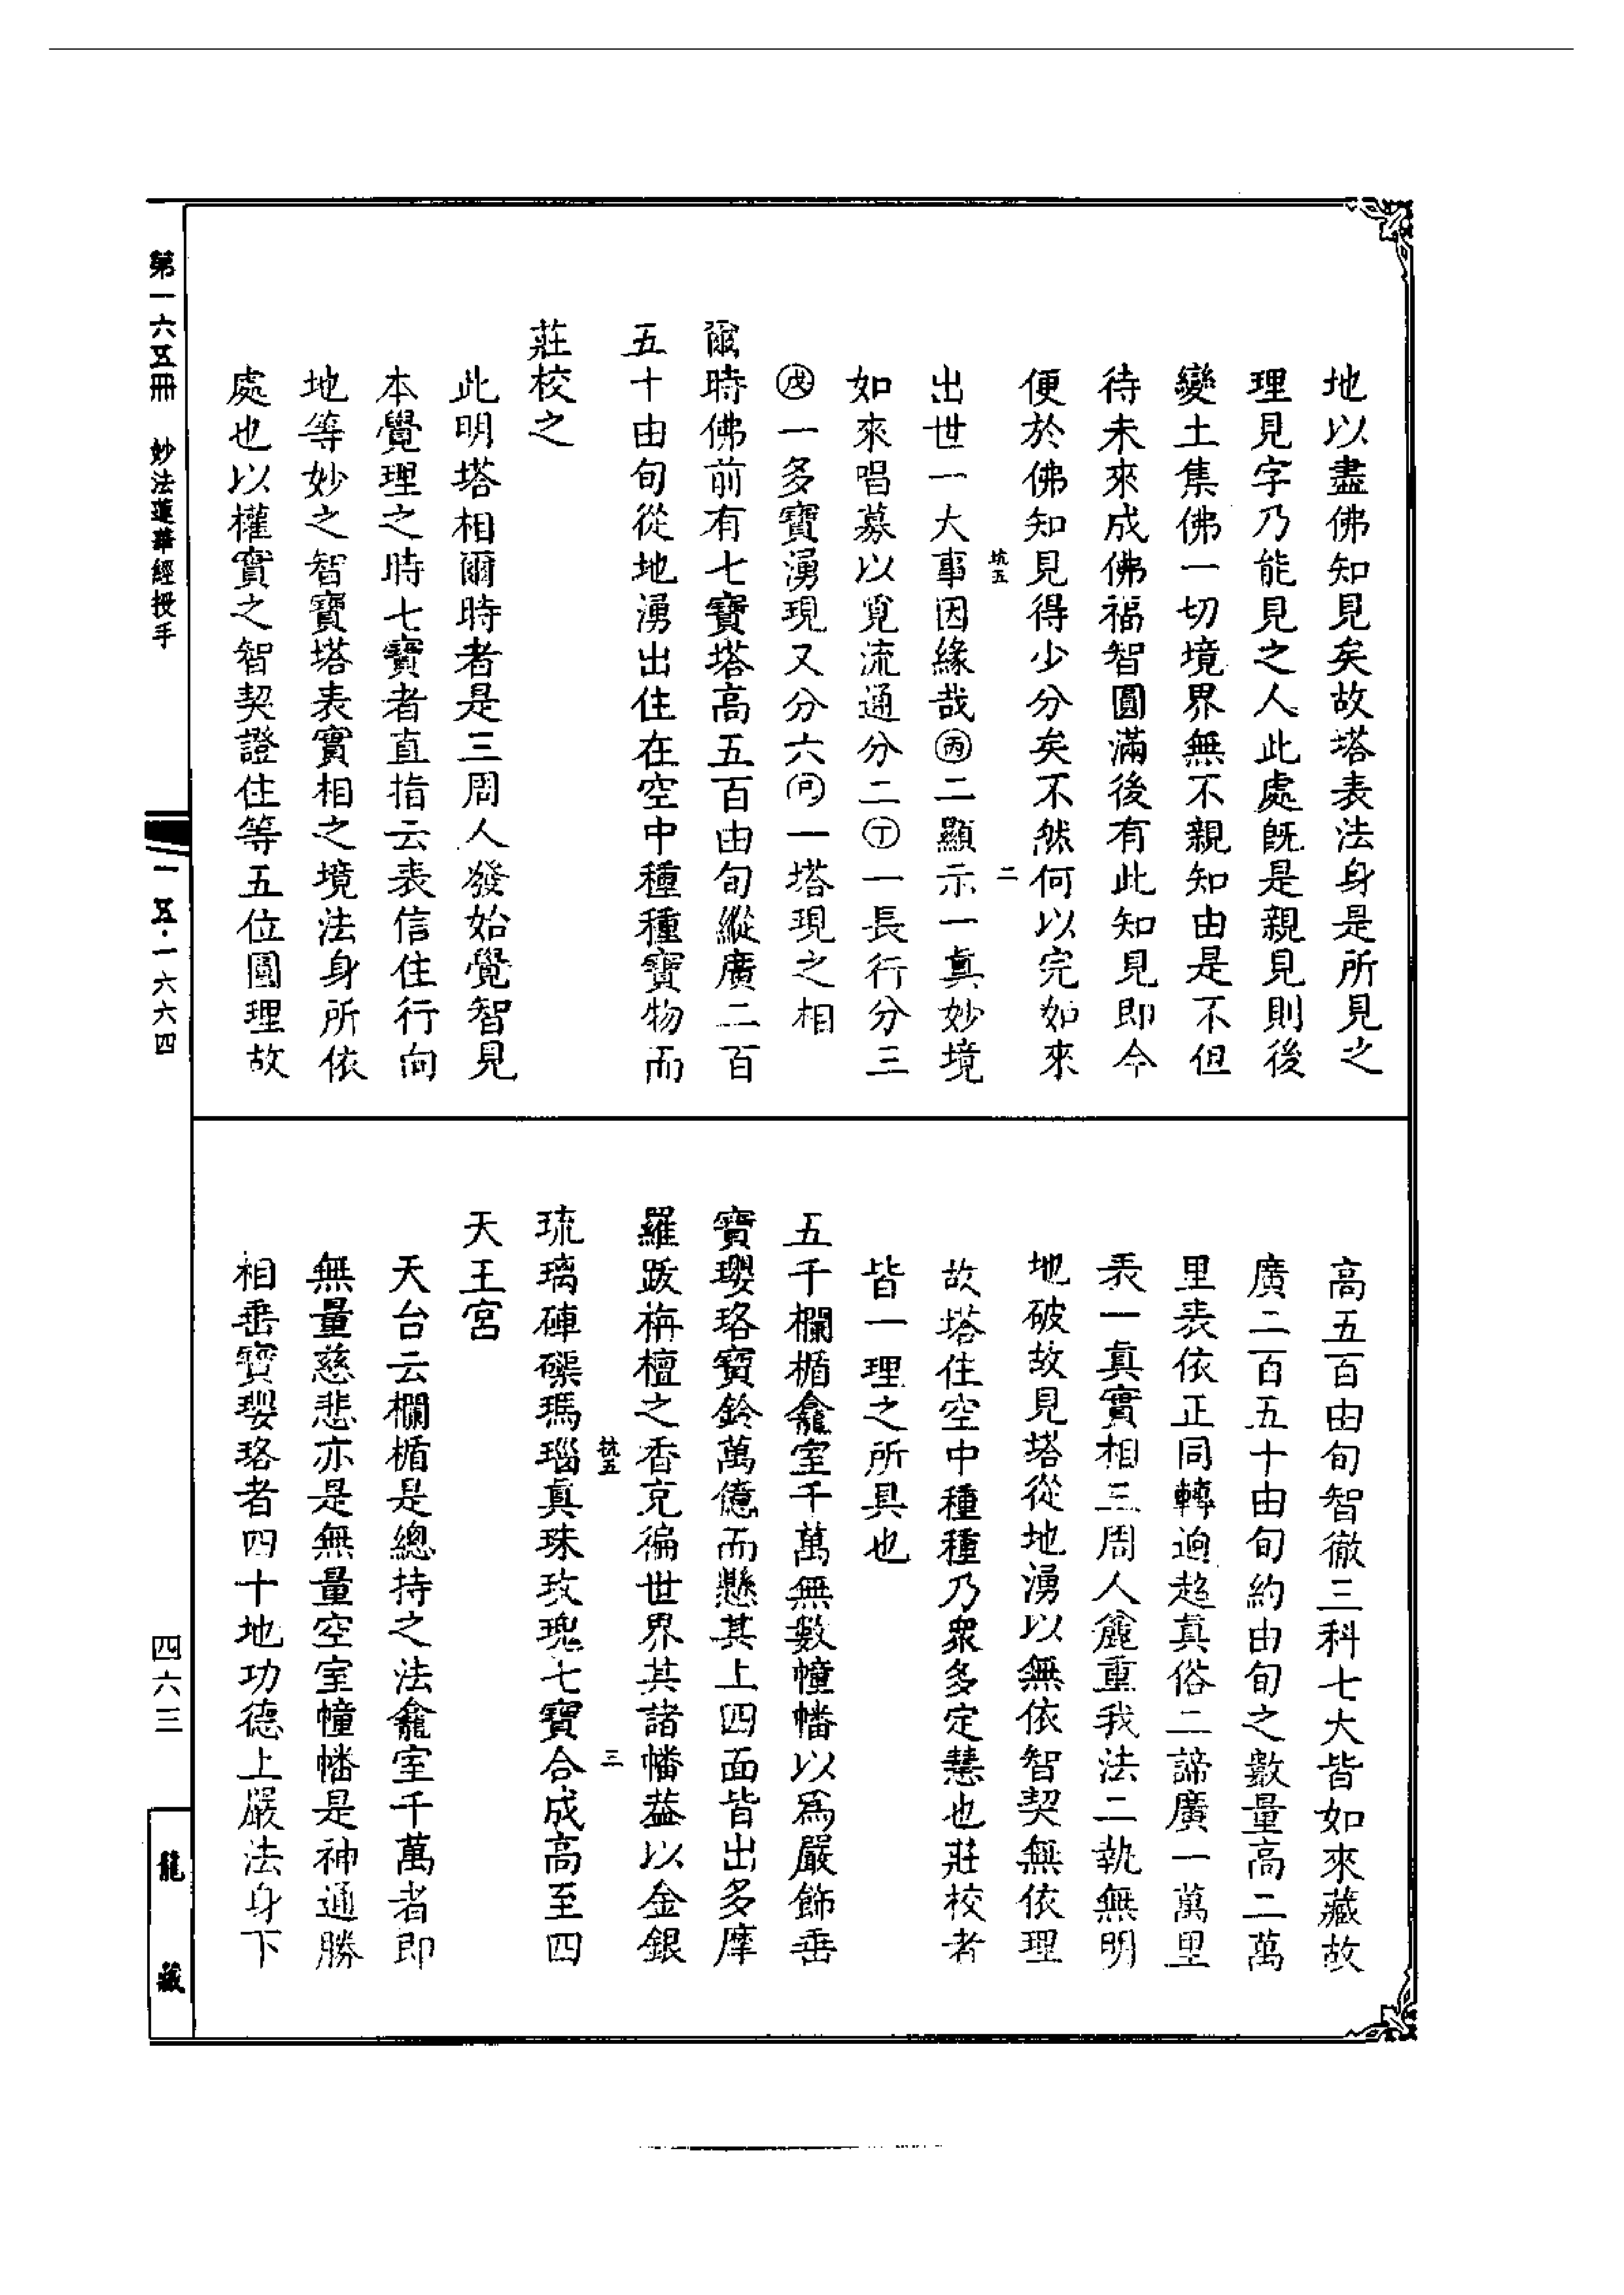 地以盡佛知見矣故塔表法身是所見之
理見字乃能見之人此處旣是親見則後
變土集佛一切境界無不親知由是不但
待未來成佛福智圓滿後有此知見即今
便於佛知見得少分矣不然何以完如來
坑五
二
出世一大事因緣哉㊛二顯示一真妙境
如來唱募以覓流通分二丁一長行分三
戊一多寶湧現又分六一塔現之相
爾時佛前有七寶塔高五百由旬縱廣二百
五十由旬從地湧出住在空中種種寶物而
莊校之
此明塔相爾時者是三周人發始覺智見
本覺理之時七寶者直指云表信住行向
地等妙之智寶塔表實相之境法身所依
處也以權實之智契證住等五位圓理故
高五百由旬智徹三科七大皆如來藏故
廣二百五十由旬約由旬之數量高二萬
里表依正同轉逈超真俗二諦廣一萬里
表一真實相三周人麁重我法二執無明
地破故見塔從地湧以無依智契無依理
故塔住空中種種乃衆多定慧也莊校者
皆一理之所具也
五千欄楯龕室千萬無數幢幡以爲嚴飾垂
寶瓔珞寶鈴萬億而懸其上四面皆出多摩
羅跋栴檀之香充徧世界其諸幡葢以金銀
坑五
三
琉璃硨磲瑪瑙真珠玫瑰七寶合成高至四
天王宮
天台云欄楯是總持之法龕室千萬者即
無量慈悲亦是無量空室幢幡是神通勝
相垂寶瓔珞者四十地功德上嚴法身下
第一六五冊 妙法蓮華經授手
一五·一六六四
四六三
龍藏